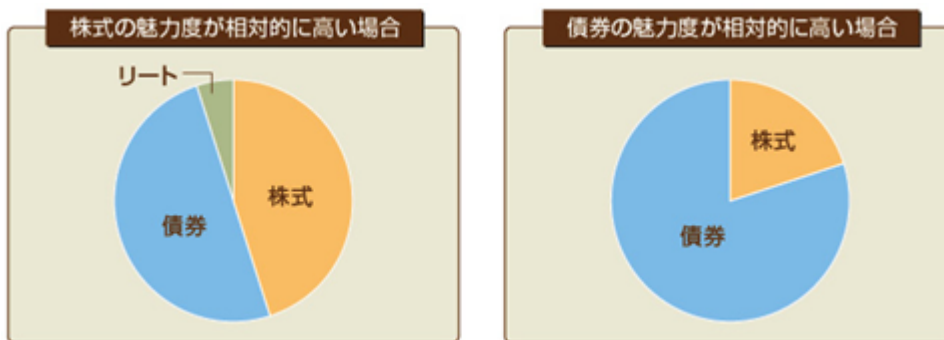 株式の魅力度が相対的に高い場合
リート
株式
債券
債券の魅力度が相対的に高い場合
株式
債券